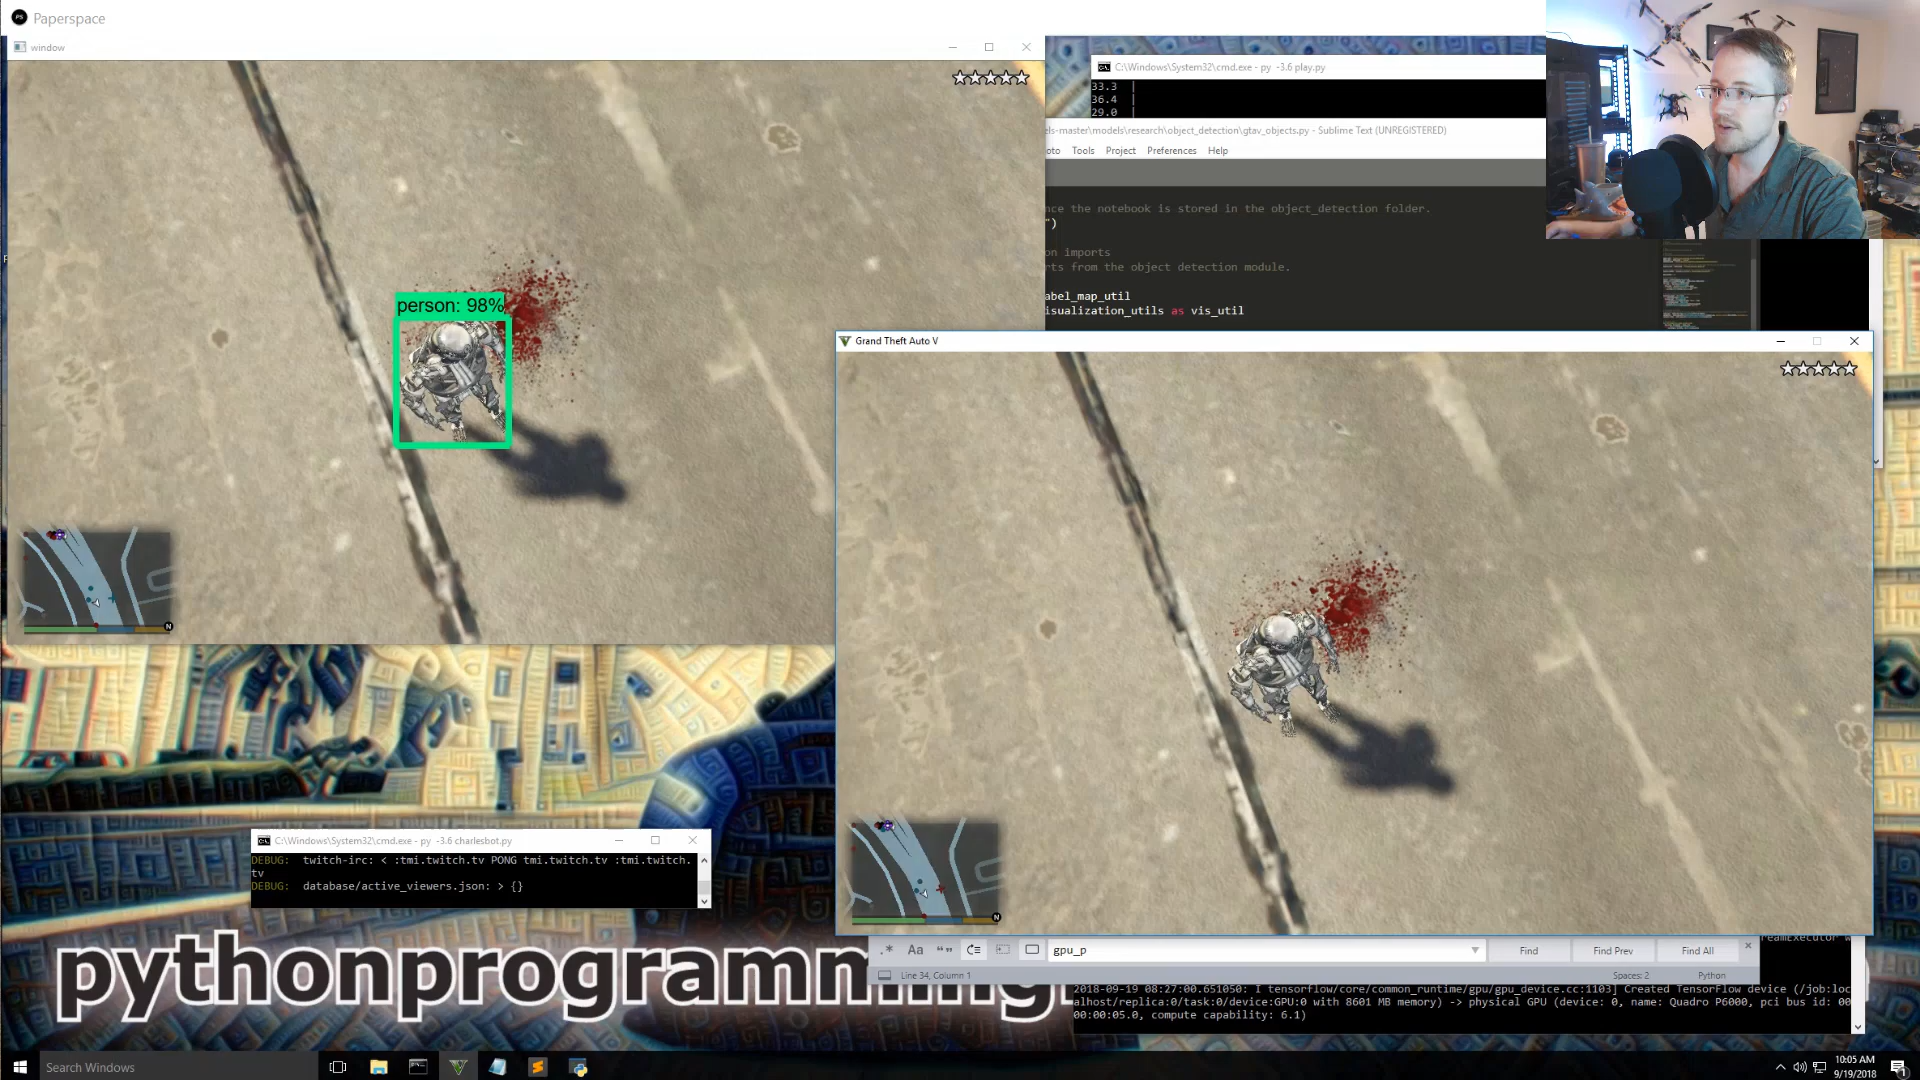 Paperspace
window
C:\Windows\System32\cmd.exe - py -3.6 play.py
33.3 |
36.4 |
29.0 |
els-master\models\research\object_detection\gtav_objects.py - Sublime Text (UNREGISTERED)
oto Tools Project Preferences Help
nce the notebook is stored in the object_detection folder.
")
on imports
rts from the object detection module.
abel_map_util
isualization_utils as vis_util
person: 98%
Grand Theft Auto V
N
N
C:\Windows\System32\cmd.exe - py -3.6 charlesbot.py
DEBUG: twitch-irc: < :tmi.twitch.tv PONG tmi.twitch.tv :tmi.twitch.
tv
DEBUG: database/active_viewers.json: > {}
pythonprogramming
.* Aa “” gpu_p Find Find Prev Find All
Line 34, Column 1 Spaces: 2 Python
reamExecutor w
2018-09-19 08:27:00.651050: I tensorflow/core/common_runtime/gpu/gpu_device.cc:1103] Created TensorFlow device (/job:loc
alhost/replica:0/task:0/device:GPU:0 with 8601 MB memory) -> physical GPU (device: 0, name: Quadro P6000, pci bus id: 00
00:00:05.0, compute capability: 6.1)
Search Windows
10:05 AM
9/19/2018